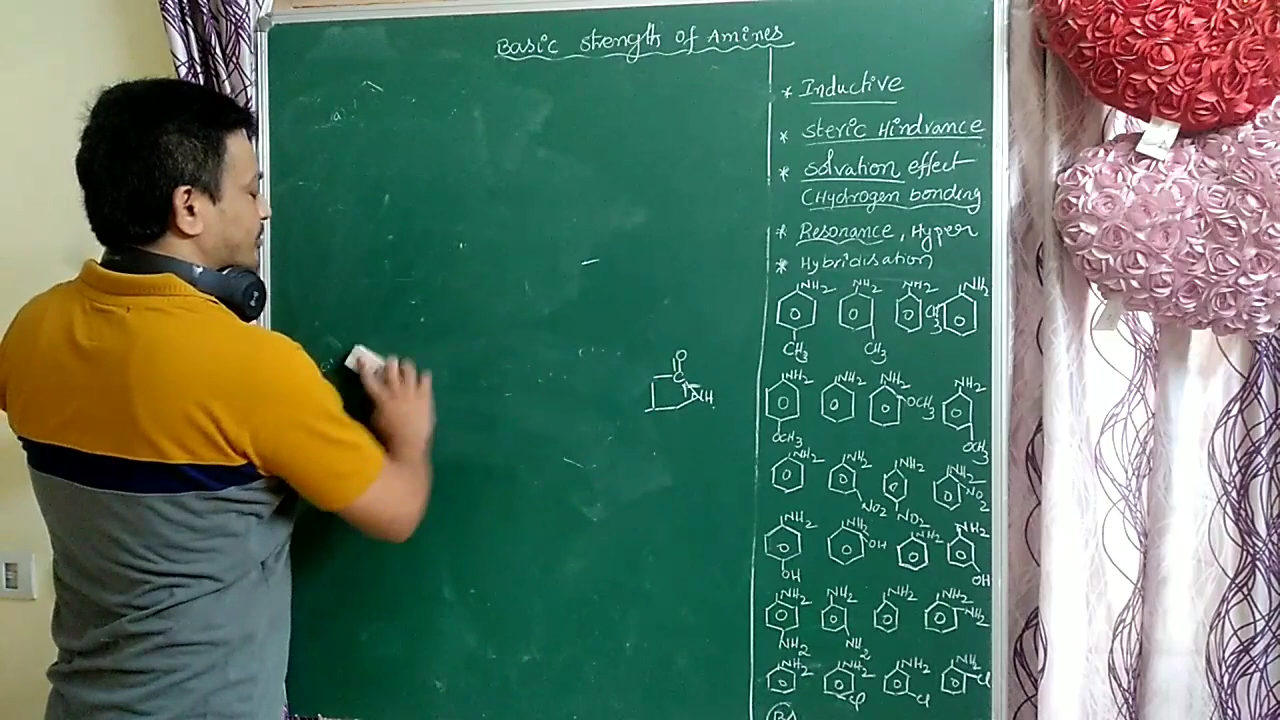 Basic strength of Amines
* Inductive
* Steric Hindrance
* Solvation effect
(Hydrogen bonding
* Resonance, Hyper
* Hybridisation
(a)
O
C
NH
NH2 NH2 NH2 NH2
CH3
CH3 CH3
NH2 NH2 NH2 NH2
OCH3
OCH3 OCH3
NH2 NH2 NH2 NH2
NO2
NO2 NO2
NH2 NH2 NH2 NH2
OH
OH OH
NH2 NH2 NH2 NH2
NH2
NH2 NH2
NH2 NH2 NH2 NH2
Cl
Cl Cl